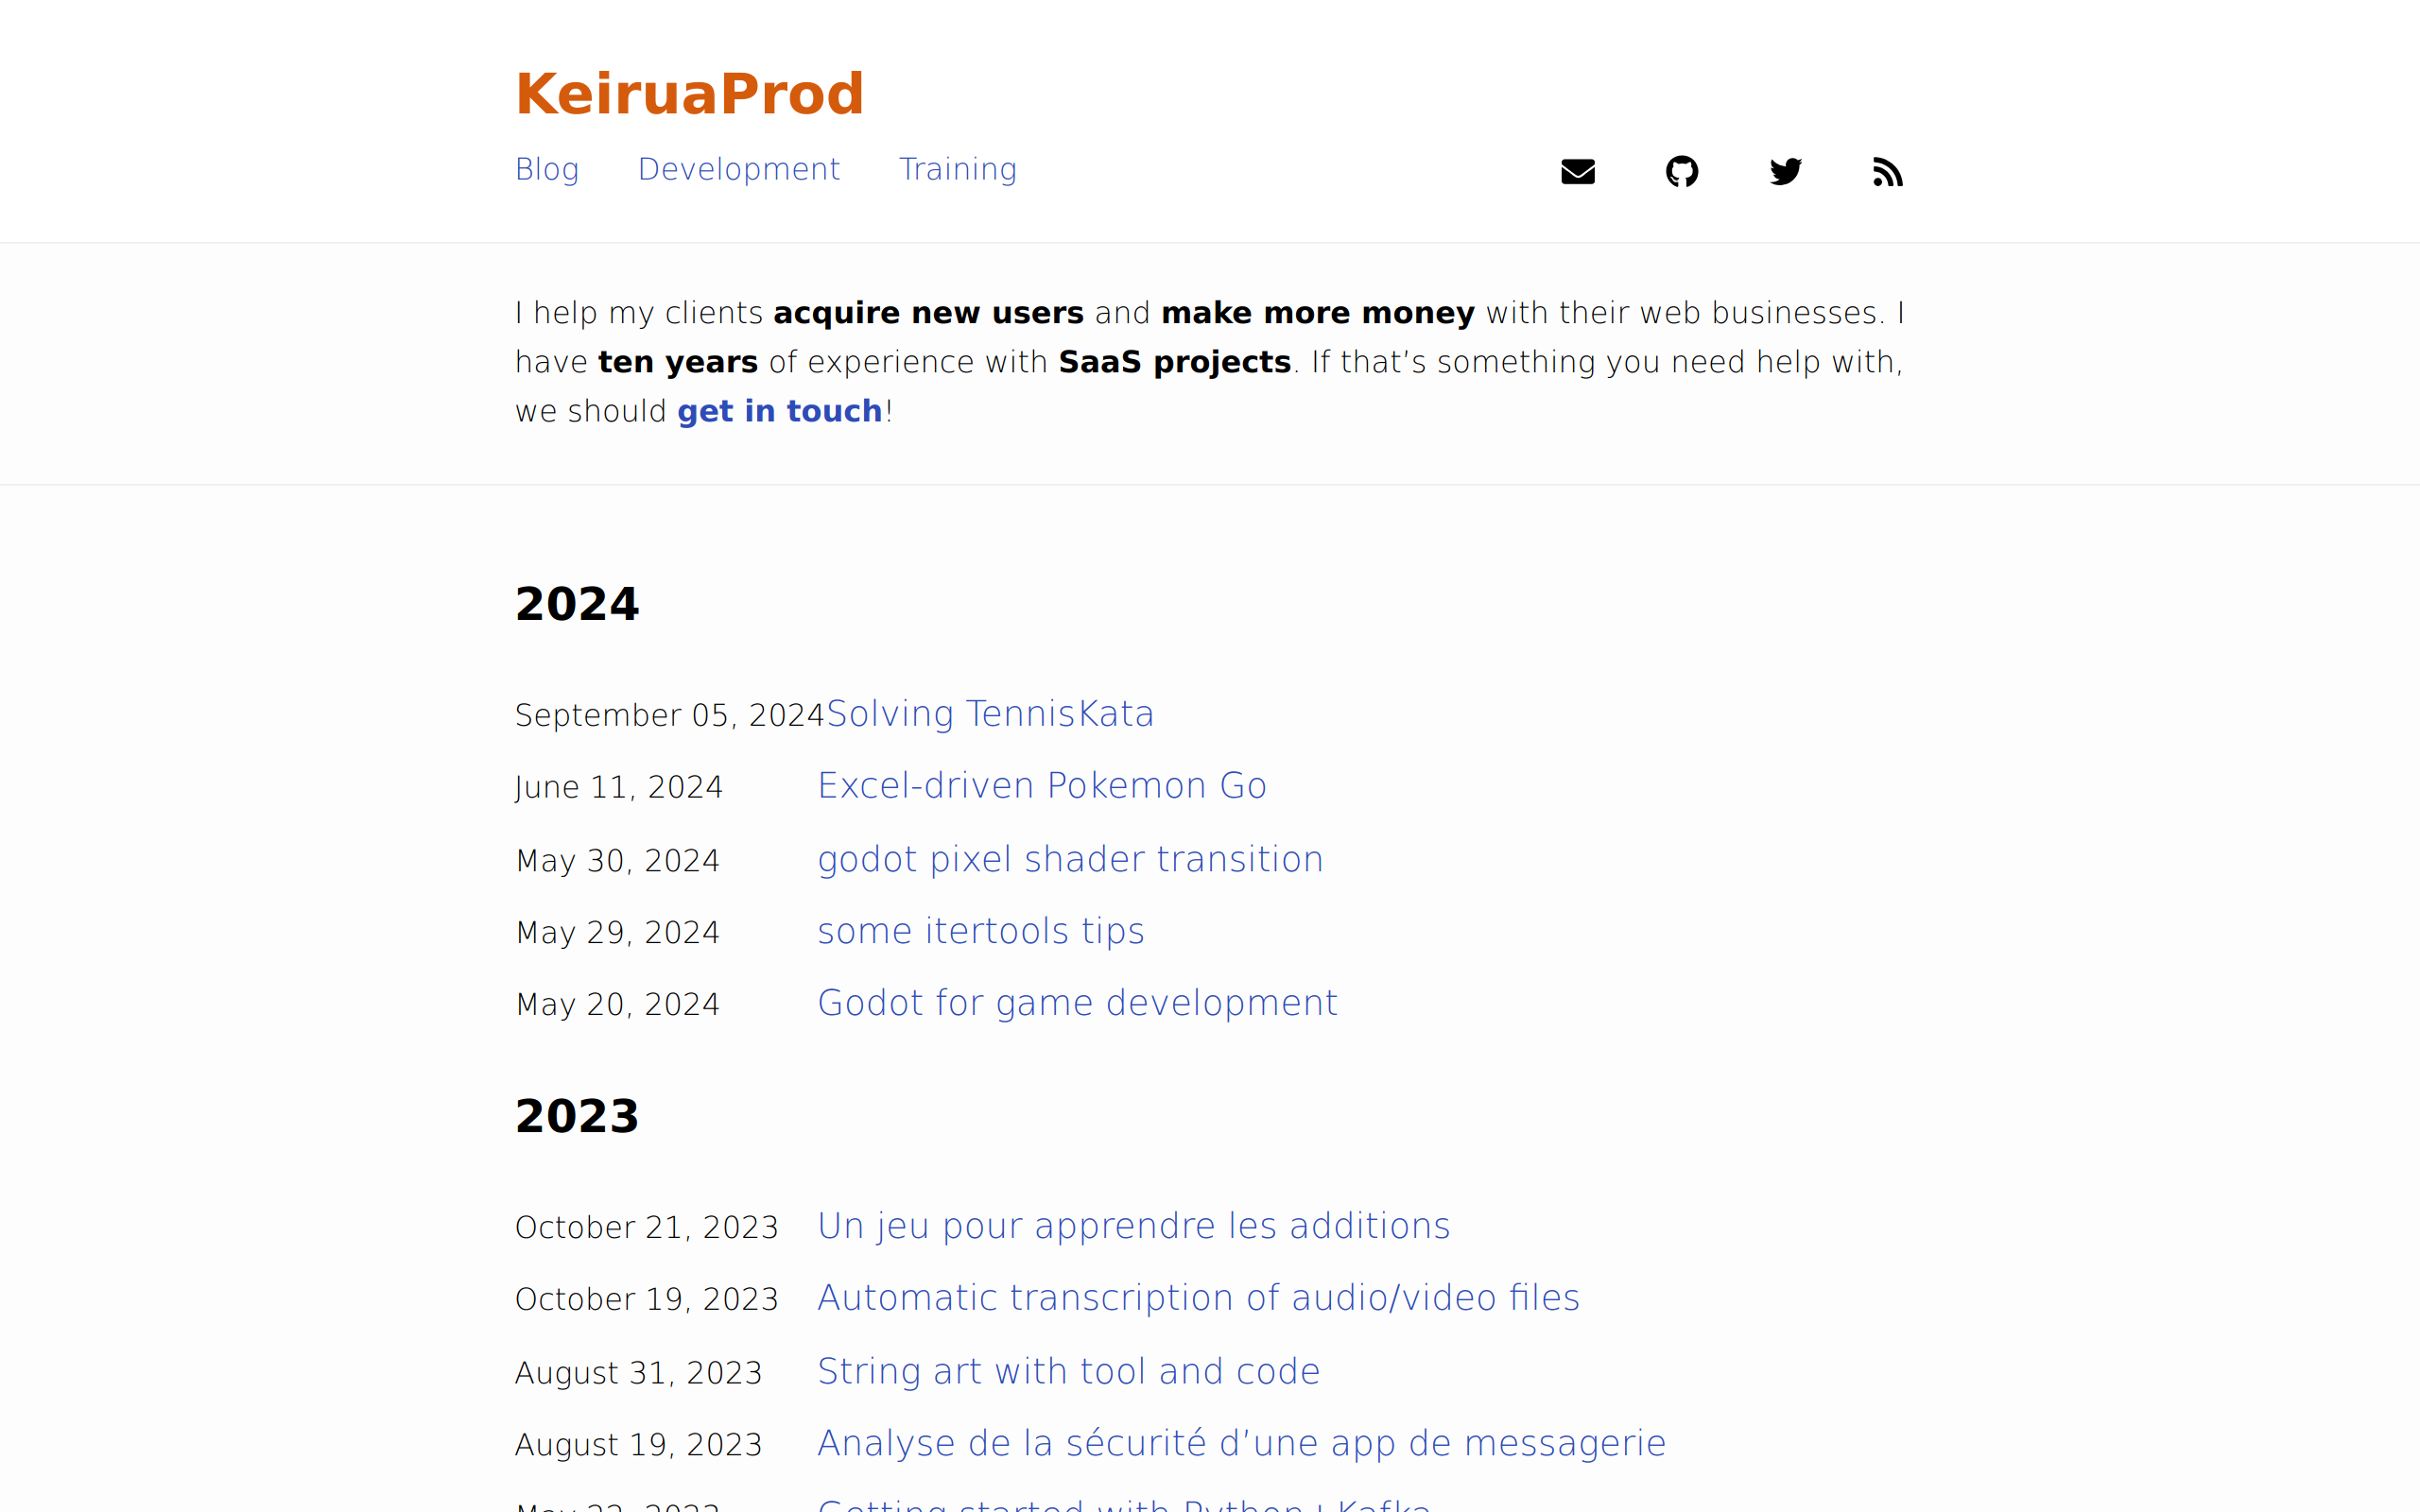 KeiruaProd
Blog Development Training
I help my clients acquire new users and make more money with their web businesses. I
have ten years of experience with SaaS projects. If that’s something you need help with,
we should get in touch!
2024
September 05, 2024 Solving TennisKata
June 11, 2024 Excel-driven Pokemon Go
May 30, 2024 godot pixel shader transition
May 29, 2024 some itertools tips
May 20, 2024 Godot for game development
2023
October 21, 2023 Un jeu pour apprendre les additions
October 19, 2023 Automatic transcription of audio/video files
August 31, 2023 String art with tool and code
August 19, 2023 Analyse de la sécurité d’une app de messagerie
Getting started with Python